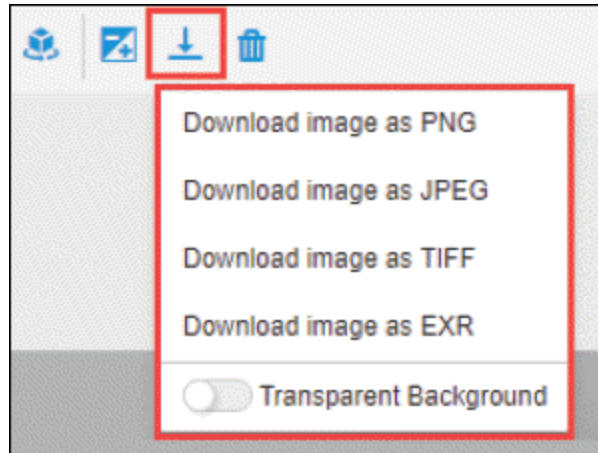 Download image as PNG
Download image as JPEG
Download image as TIFF
Download image as EXR
Transparent Background